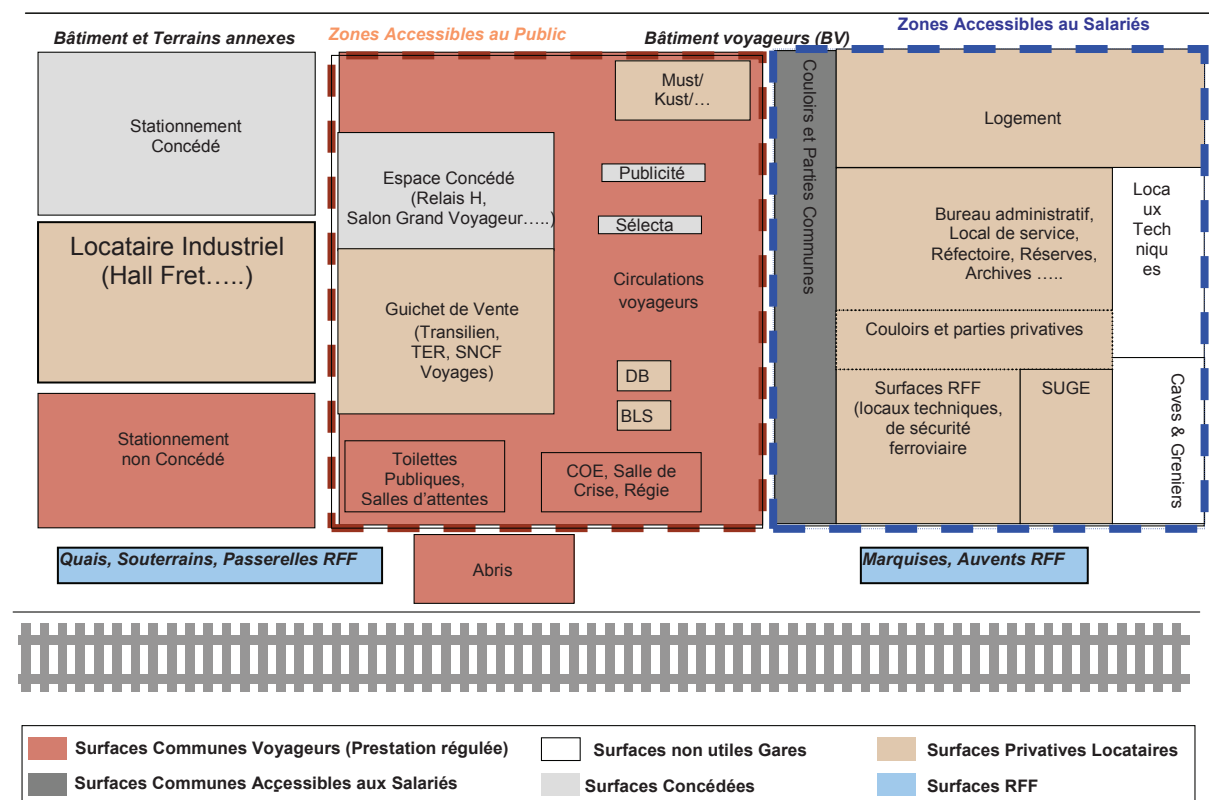 Bâtiment et Terrains annexes
Zones Accessibles au Public
Bâtiment voyageurs (BV)
Zones Accessibles au Salariés
Stationnement
Concédé
Locataire Industriel
(Hall Fret…..)
Stationnement
non Concédé
Must/
Kust/…
Espace Concédé
(Relais H,
Salon Grand Voyageur…..)
Publicité
Sélecta
Circulations
voyageurs
Guichet de Vente
(Transilien,
TER, SNCF
Voyages)
DB
BLS
Toilettes
Publiques,
Salles d’attentes
COE, Salle de
Crise, Régie
Couloirs et Parties Communes
Logement
Bureau administratif,
Local de service,
Réfectoire, Réserves,
Archives …..
Loca
ux
Tech
niqu
es
Couloirs et parties privatives
Surfaces RFF
(locaux techniques,
de sécurité
ferroviaire
SUGE
Caves & Greniers
Quais, Souterrains, Passerelles RFF
Abris
Marquises, Auvents RFF
Surfaces Communes Voyageurs (Prestation régulée)
Surfaces non utiles Gares
Surfaces Privatives Locataires
Surfaces Communes Accessibles aux Salariés
Surfaces Concédées
Surfaces RFF